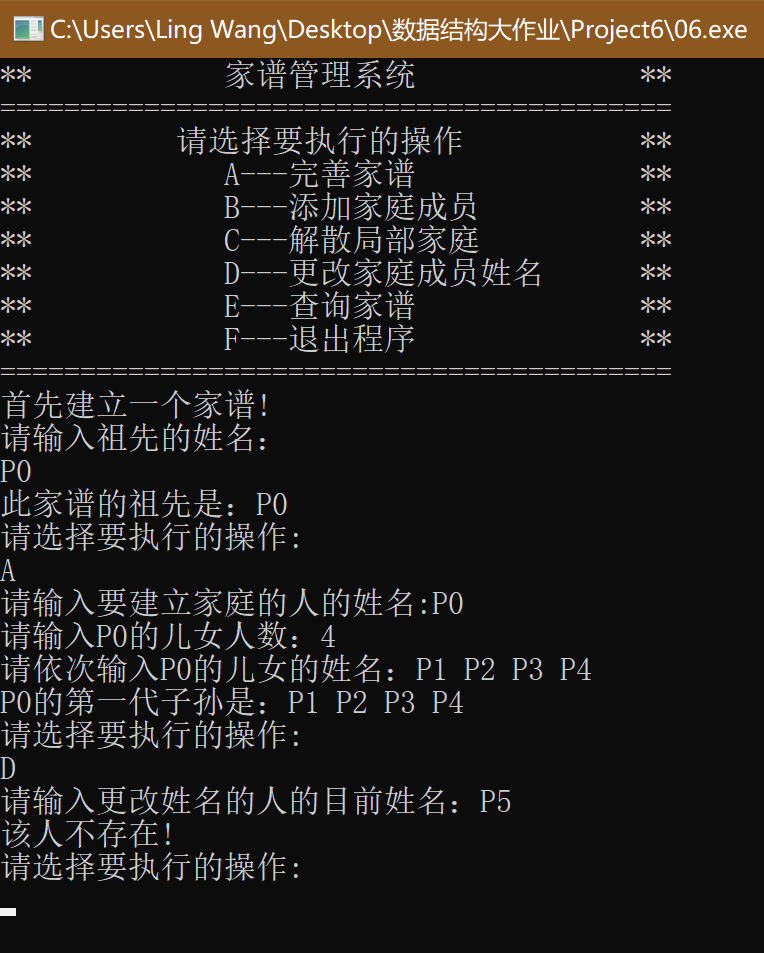 C:\Users\Ling Wang\Desktop\数据结构大作业\Project6\06.exe
** 家谱管理系统 **
==========================================
** 请选择要执行的操作 **
** A---完善家谱 **
** B---添加家庭成员 **
** C---解散局部家庭 **
** D---更改家庭成员姓名 **
** E---查询家谱 **
** F---退出程序 **
==========================================
首先建立一个家谱!
请输入祖先的姓名:
P0
此家谱的祖先是：P0
请选择要执行的操作:
A
请输入要建立家庭的人的姓名:P0
请输入P0的儿女人数：4
请依次输入P0的儿女的姓名：P1 P2 P3 P4
P0的第一代子孙是：P1 P2 P3 P4
请选择要执行的操作:
D
请输入更改姓名的人的目前姓名：P5
该人不存在!
请选择要执行的操作: